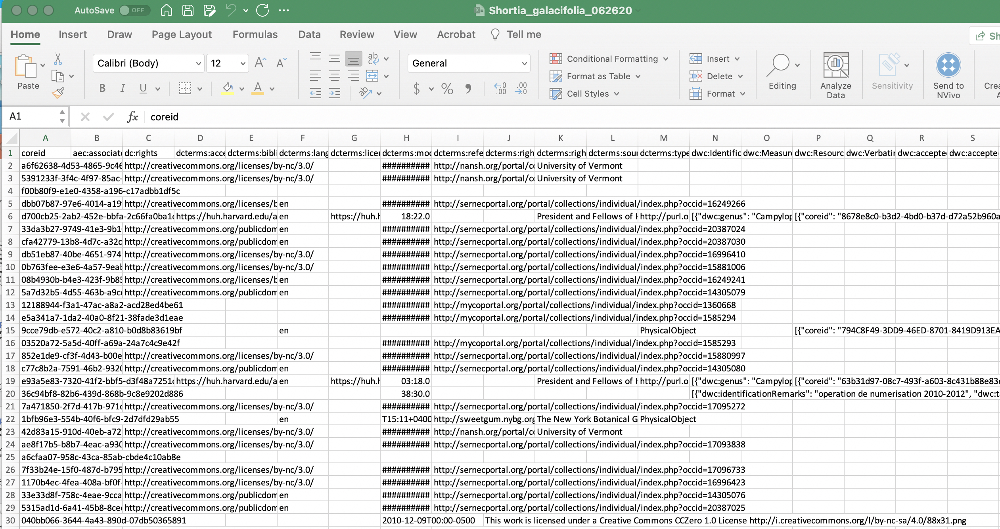 AutoSave OFF Shortia_galacifolia_062620
Home Insert Draw Page Layout Formulas Data Review View Acrobat Tell me
Paste Calibri (Body) 12 General Conditional Formatting Format as Table Cell Styles Insert Delete Format Editing Analyze Data Sensitivity Send to NVivo
A1 fx coreid
A B C D E F G H I J K L M N O P Q R S
1 coreid aec:associate dc:rights dcterms:acce dcterms:bibli dcterms:lang dcterms:licer dcterms:mod dcterms:refe dcterms:righ dcterms:righ dcterms:sour dcterms:type dwc:Identific dwc:Measure dwc:Resourc dwc:Verbatir dwc:accepte dwc:accepte
2 a6f62638-4d53-4865-9c46 http://creativecommons.org/licenses/by-nc/3.0/ ########## http://nansh.org/portal/co University of Vermont
3 5391233f-3f4c-4f97-85ac- http://creativecommons.org/licenses/by-nc/3.0/ ########## http://nansh.org/portal/co University of Vermont
4 f00b80f9-e1e0-4358-a196-c17adbb1df5c
5 dbb07b87-97e6-4014-a19 http://creativecommons.org/licenses/b en ########## http://sernecportal.org/portal/collections/individual/index.php?occid=16249266
6 d700cb25-2ab2-452e-bbfa-2c66fa0ba1 https://huh.harvard.edu/a en https://huh.h 18:22.0 President and Fellows of H http://purl.o [{"dwc:genus": "Campylop [{"coreid": "8678e8c0-b3d2-4bd0-b37d-d72a52b960a
7 33da3b27-9749-41e3-9b1 http://creativecommons.org/publicdom en ########## http://sernecportal.org/portal/collections/individual/index.php?occid=20387024
8 cfa42779-13b8-4d7c-a32c http://creativecommons.org/publicdom en ########## http://sernecportal.org/portal/collections/individual/index.php?occid=20387030
9 db51eb87-40be-4651-974 http://creativecommons.org/licenses/by-nc/3.0/ ########## http://sernecportal.org/portal/collections/individual/index.php?occid=16996410
10 0b763fee-e3e6-4a57-9eab http://creativecommons.org/licenses/by-nc/3.0/ ########## http://sernecportal.org/portal/collections/individual/index.php?occid=15881006
11 08b4930b-b4e3-423f-9b85 http://creativecommons.org/licenses/b en ########## http://sernecportal.org/portal/collections/individual/index.php?occid=16249241
12 5a7d32b5-4d55-463b-a9c http://creativecommons.org/publicdom en ########## http://sernecportal.org/portal/collections/individual/index.php?occid=14305079
13 12188944-f3a1-47ac-a8a2-acd28ed4be61 ########## http://mycoportal.org/portal/collections/individual/index.php?occid=1360668
14 e5a341a7-1da2-40a0-8f21-38fade3d1eae ########## http://mycoportal.org/portal/collections/individual/index.php?occid=1585294
15 9cce79db-e572-40c2-a810-b0d8b83619bf en PhysicalObject [{"coreid": "794C8F49-3DD9-46ED-8701-8419D913EA
16 03520a72-5a5d-40ff-a69a-24a7c4c9e42f ########## http://mycoportal.org/portal/collections/individual/index.php?occid=1585293
17 852e1de9-cf3f-4d43-b00e http://creativecommons.org/licenses/by-nc/3.0/ ########## http://sernecportal.org/portal/collections/individual/index.php?occid=15880997
18 c77c8b2a-7591-46b2-9320 http://creativecommons.org/publicdom en ########## http://sernecportal.org/portal/collections/individual/index.php?occid=14305080
19 e93a5e83-7320-41f2-bbf5-d3f48a7251 https://huh.harvard.edu/a en https://huh.h 03:18.0 President and Fellows of H http://purl.o [{"dwc:genus": "Campylop [{"coreid": "63b31d97-08c7-493f-a603-8c431b88e83e
20 36c94bf8-82b6-439d-868b-9c8e9202d886 38:30.0 [{"dwc:identificationRemarks": "operation de numerisation 2010-2012", "dwc:ta
21 7a471850-2f7d-417b-971 http://creativecommons.org/licenses/by-nc/3.0/ ########## http://sernecportal.org/portal/collections/individual/index.php?occid=17095272
22 1bfb96e3-554b-40f6-bfc9-2d7dfd29ab55 en T15:11+0400 http://sweetgum.nybg.org The New York Botanical G PhysicalObject
23 42d83a15-910d-40eb-a72 http://creativecommons.org/licenses/by-nc/3.0/ ########## http://nansh.org/portal/co University of Vermont
24 ae8f17b5-b8b7-4eac-a930 http://creativecommons.org/licenses/by-nc/3.0/ ########## http://sernecportal.org/portal/collections/individual/index.php?occid=17093838
25 a6cfaa07-958c-43ca-85ab-cbde4c10ab8e
26 7f33b24e-15f0-487d-b795 http://creativecommons.org/licenses/by-nc/3.0/ ########## http://sernecportal.org/portal/collections/individual/index.php?occid=17096733
27 1170b4ec-4fea-408a-bf0f- http://creativecommons.org/licenses/by-nc/3.0/ ########## http://sernecportal.org/portal/collections/individual/index.php?occid=16996423
28 33e33d8f-758c-4eae-9cca http://creativecommons.org/publicdom en ########## http://sernecportal.org/portal/collections/individual/index.php?occid=14305076
29 5315ad1d-6a41-45b8-8cee http://creativecommons.org/publicdom en ########## http://sernecportal.org/portal/collections/individual/index.php?occid=20387025
30 040bb066-3644-4a43-890d-07db50365891 2010-12-09T00:00-0500 This work is licensed under a Creative Commons CCZero 1.0 License http://i.creativecommons.org/l/by-nc-sa/4.0/88x31.png